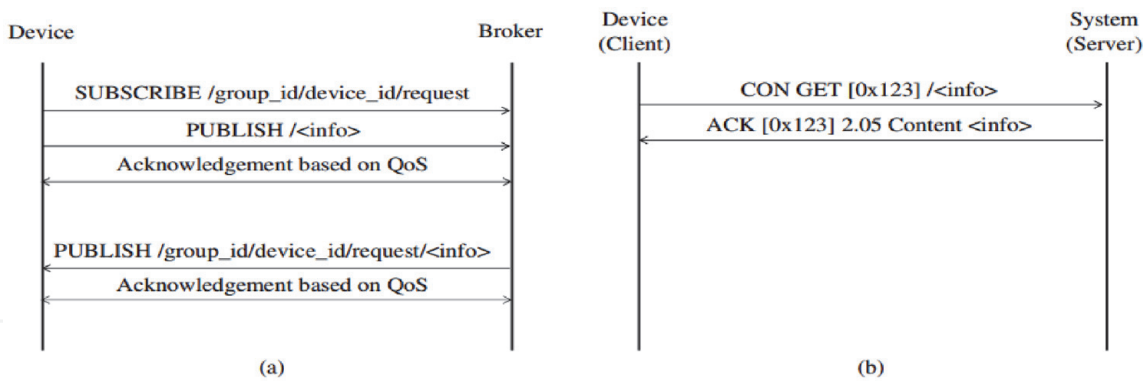 Device
Broker
SUBSCRIBE /group_id/device_id/request
PUBLISH /<info>
Acknowledgement based on QoS
PUBLISH /group_id/device_id/request/<info>
Acknowledgement based on QoS
(a)
Device
(Client)
System
(Server)
CON GET [0x123] /<info>
ACK [0x123] 2.05 Content <info>
(b)